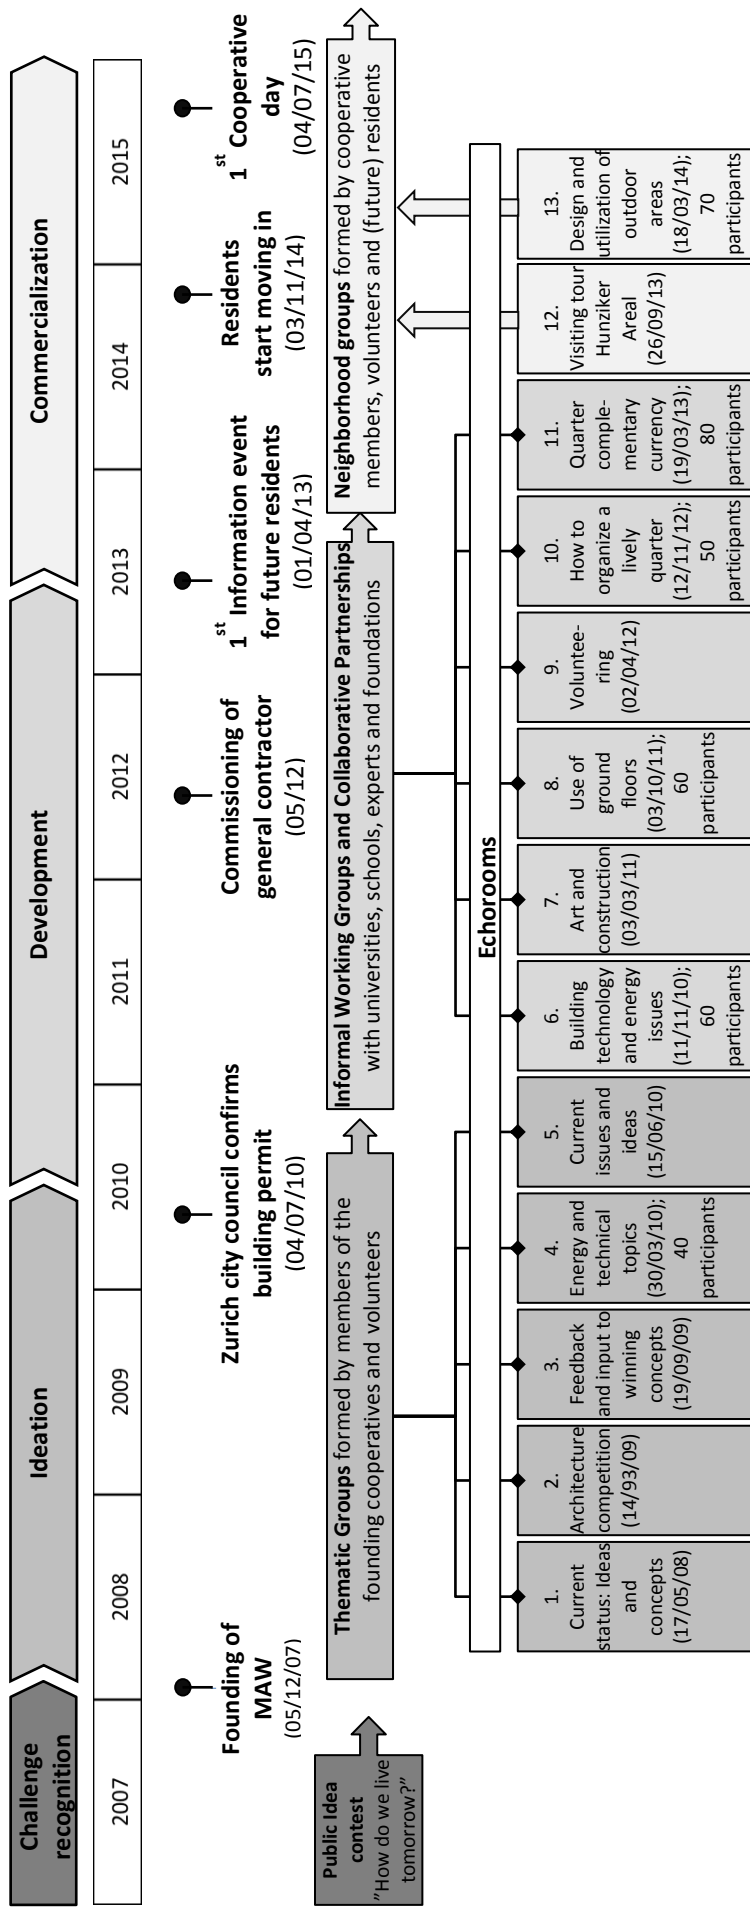 Challenge
recognition
Ideation
Development
Commercialization
2007
2008
2009
2010
2011
2012
2013
2014
2015
Founding of
MAW
(05/12/07)
Zurich city council confirms
building permit
(04/07/10)
Commissioning of
general contractor
(05/12)
1st Information event
for future residents
(01/04/13)
Residents
start moving in
(03/11/14)
1st Cooperative
day
(04/07/15)
Public Idea
contest
”How do we live
tomorrow?”
Thematic Groups formed by members of the
founding cooperatives and volunteers
Informal Working Groups and Collaborative Partnerships
with universities, schools, experts and foundations
Neighborhood groups formed by cooperative
members, volunteers and (future) residents
Echorooms
1.
Current
status: Ideas
and
concepts
(17/05/08)
2.
Architecture
competition
(14/93/09)
3.
Feedback
and input to
winning
concepts
(19/09/09)
4.
Energy and
technical
topics
(30/03/10);
40
participants
5.
Current
issues and
ideas
(15/06/10)
6.
Building
technology
and energy
issues
(11/11/10);
60
participants
7.
Art and
construction
(03/03/11)
8.
Use of
ground
floors
(03/10/11);
60
participants
9.
Voluntee-
ring
(02/04/12)
10.
How to
organize a
lively
quarter
(12/11/12);
50
participants
11.
Quarter
comple-
mentary
currency
(19/03/13);
80
participants
12.
Visiting tour
Hunziker
Areal
(26/09/13)
13.
Design and
utilization of
outdoor
areas
(18/03/14);
70
participants